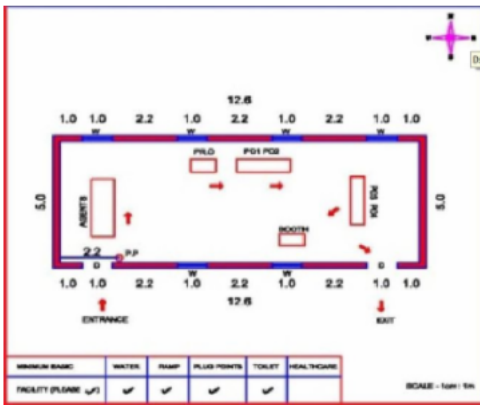 N
W
S
12.6
1.0 1.0 2.2 1.0 2.2 1.0 2.2 1.0 1.0
W W W W
PRLO PO1 PO2
5.0
AGENTS
PO3 PO4
5.0
BOOTH
2.2 P.P
D W W D
1.0 1.0 2.2 1.0 2.2 1.0 2.2 1.0 1.0
12.6
ENTRANCE EXIT
MINIMUM BASIC WATER RAMP PLUG POINTS TOILET HEALTHCARE
FACILITY (PLEASE ✓) ✓ ✓ ✓ ✓
SCALE - 1cm : 1m